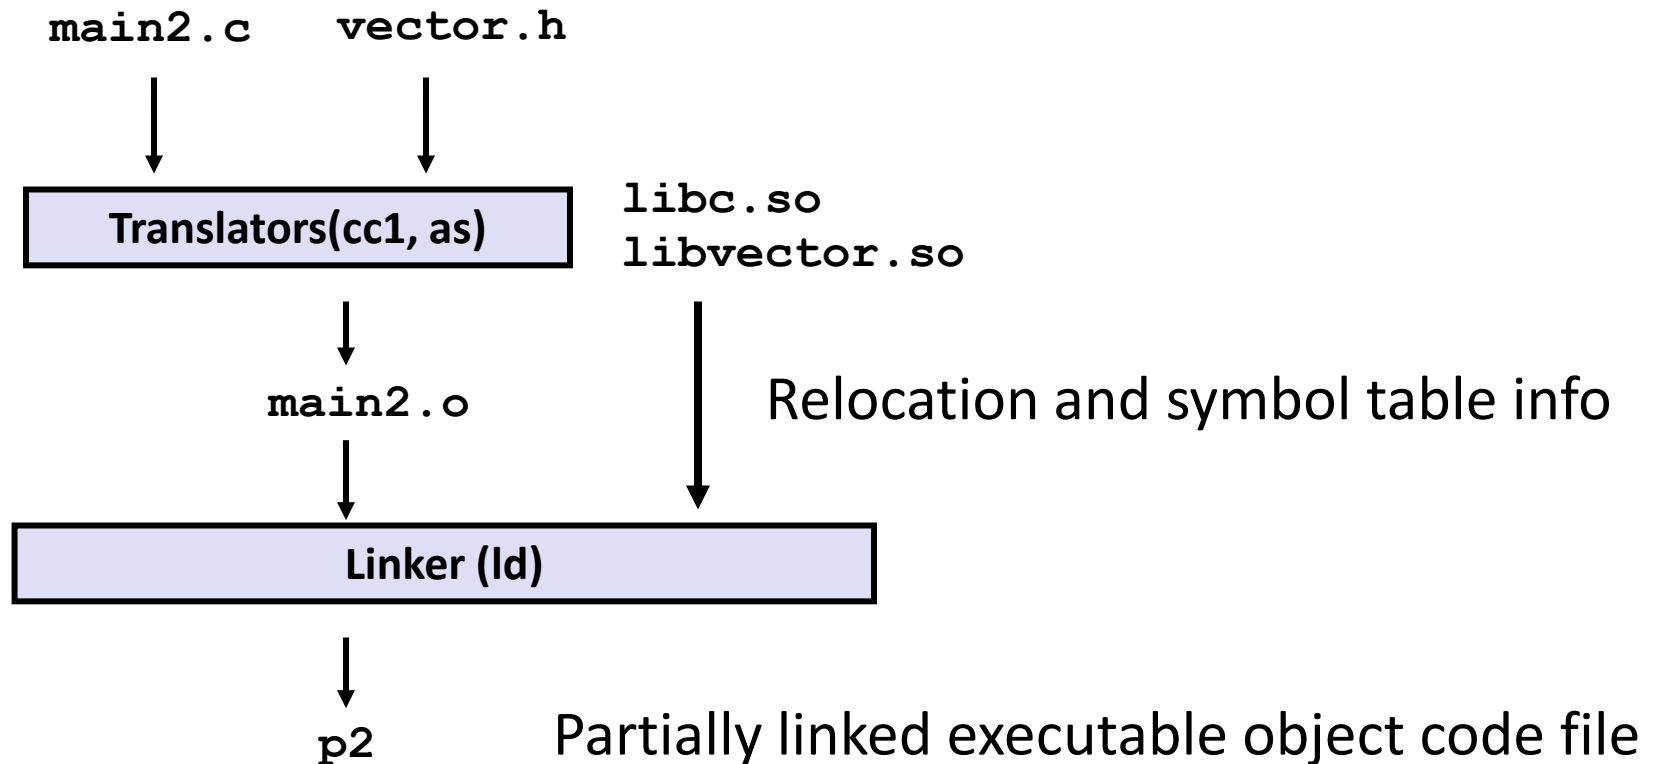 main2.c vector.h
Translators(cc1, as)
libc.so
libvector.so
main2.o
Relocation and symbol table info
Linker (ld)
p2
Partially linked executable object code file